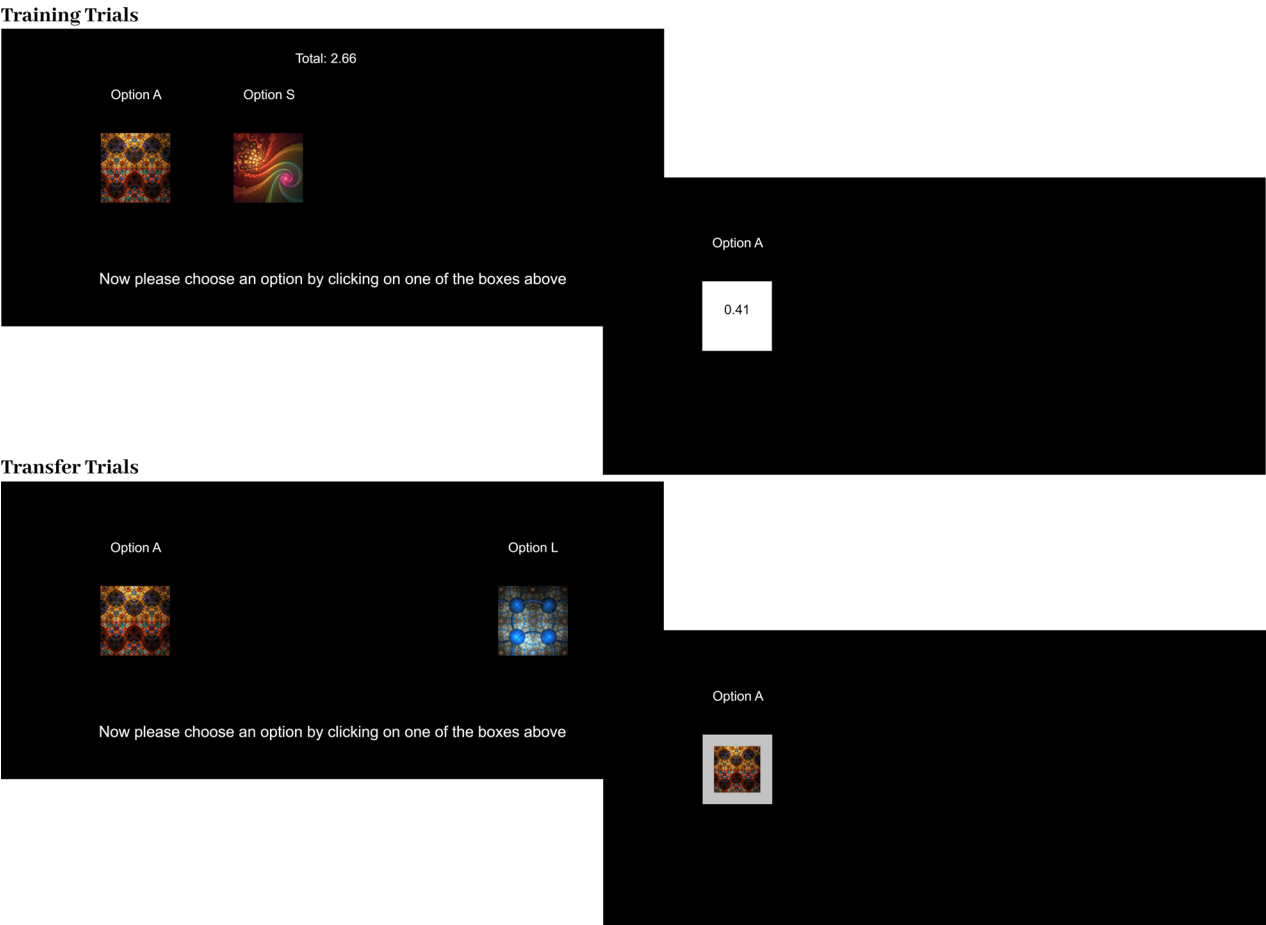 Training Trials
Total: 2.66
Option A
Option S
Now please choose an option by clicking on one of the boxes above
Option A
0.41
Transfer Trials
Option A
Option L
Now please choose an option by clicking on one of the boxes above
Option A